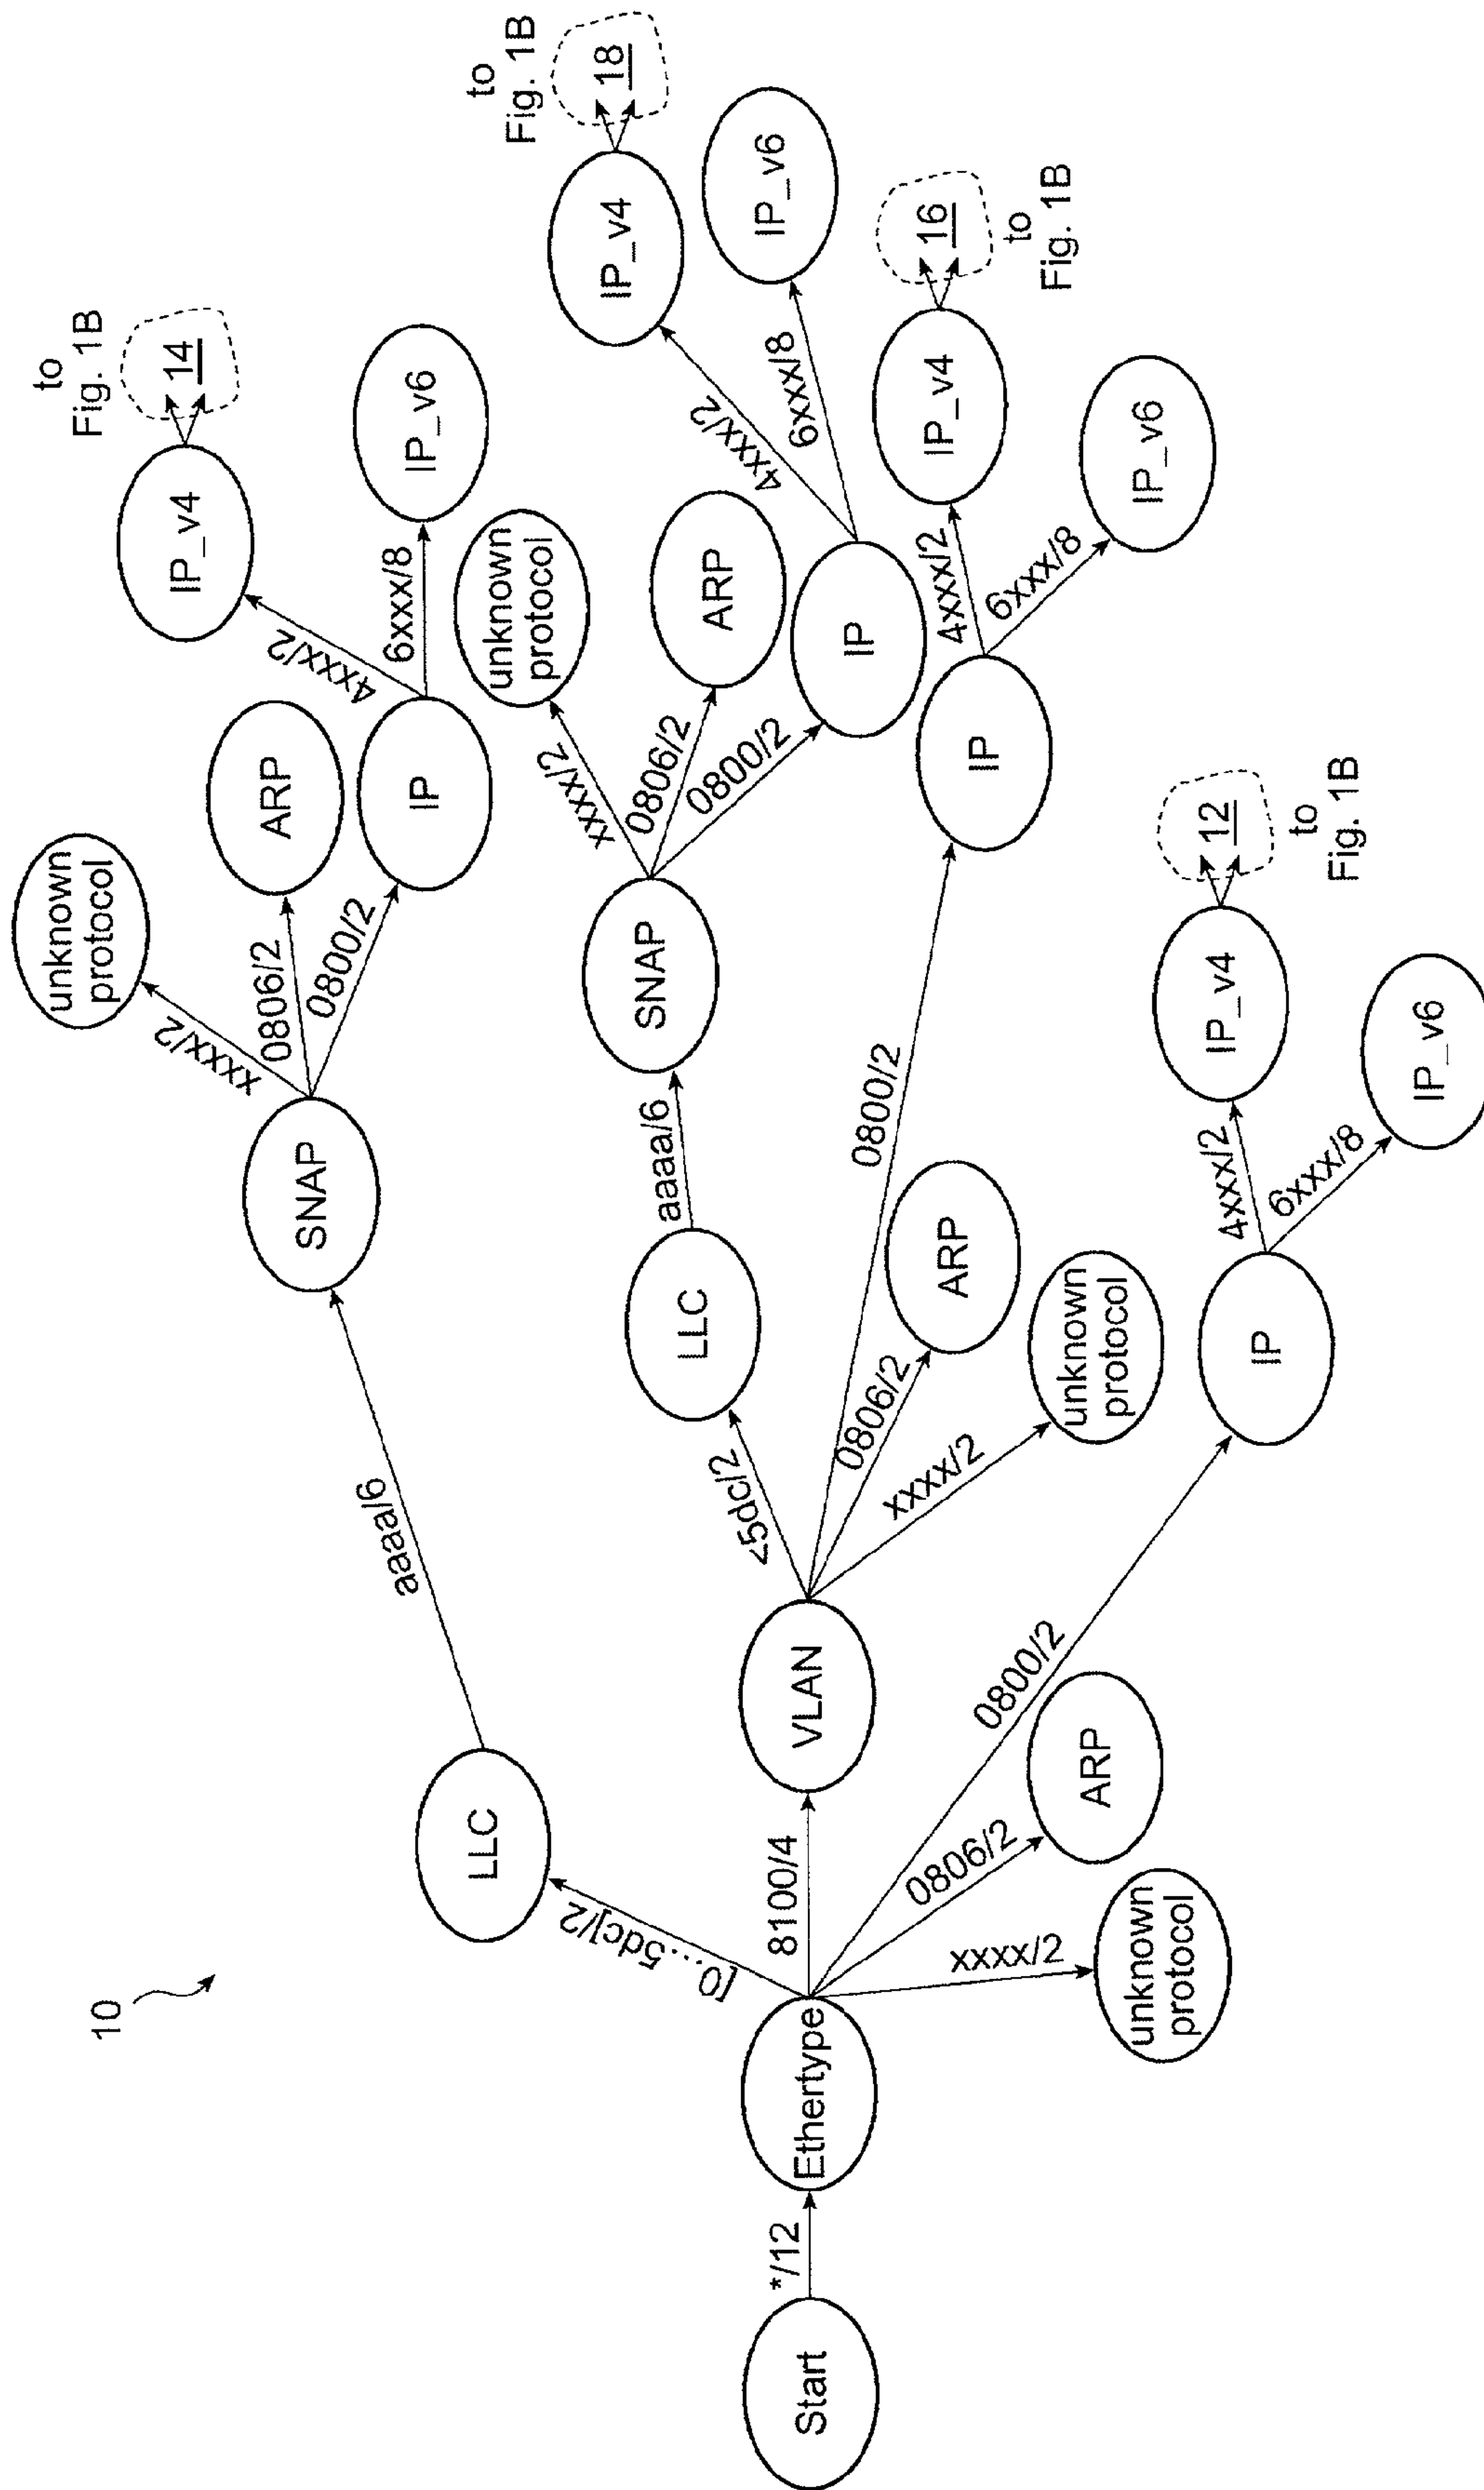 10
Start
*/12
Ethertype
[0...5dc]/2
8100/4
0800/2
0806/2
xxxx/2
LLC
aaaa/6
SNAP
xxxx/2
0806/2
0800/2
unknown
protocol
ARP
IP
4xxx/2
6xxx/8
IP_v4
IP_v6
14
to
Fig. 1B
VLAN
<5dc/2
0800/2
0806/2
xxxx/2
LLC
aaaa/6
SNAP
xxxx/2
0806/2
0800/2
unknown
protocol
ARP
IP
4xxx/2
6xxx/8
IP_v4
IP_v6
18
to
Fig. 1B
IP
4xxx/2
6xxx/8
IP_v4
IP_v6
16
to
Fig. 1B
ARP
unknown
protocol
IP
4xxx/2
6xxx/8
IP_v4
IP_v6
12
to
Fig. 1B
ARP
unknown
protocol